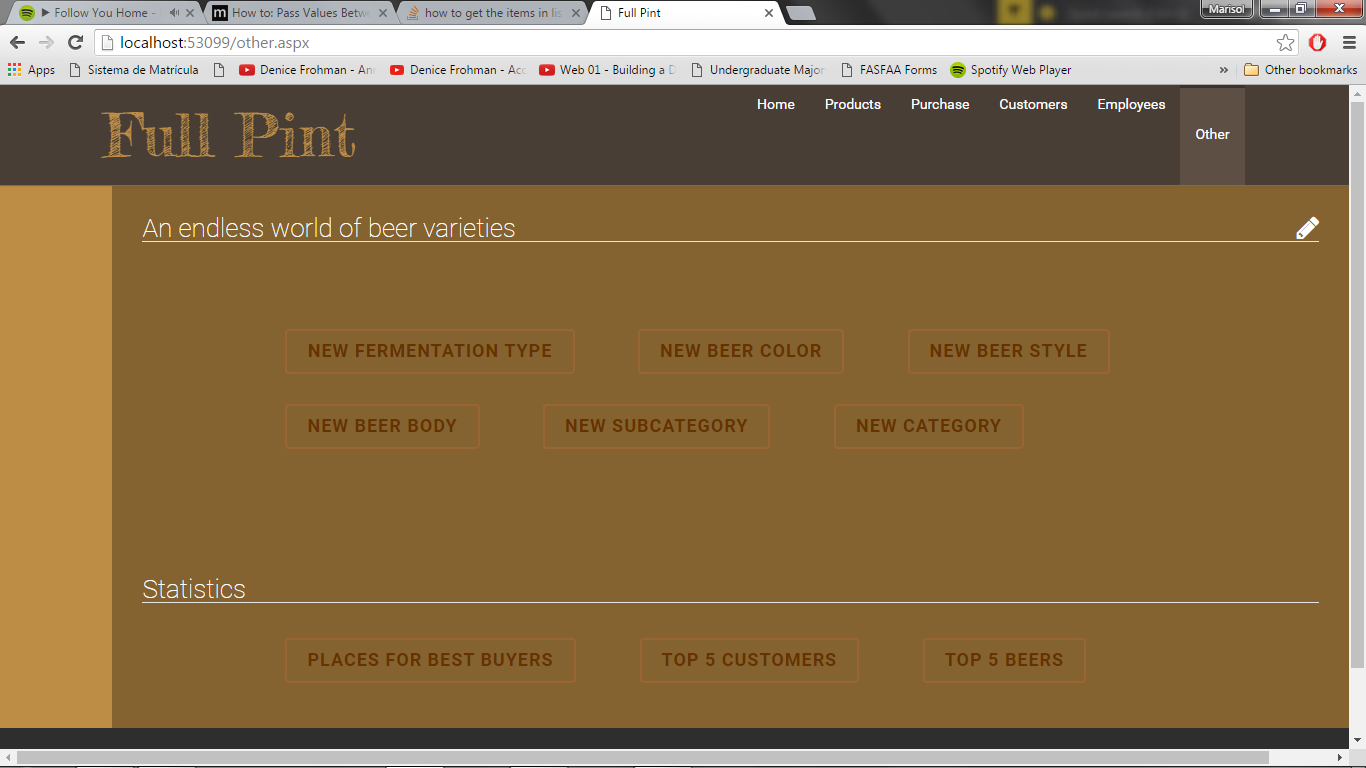 Follow You Home - How to: Pass Values Betwe how to get the items in lis Full Pint Marisol
localhost:53099/other.aspx
Apps Sistema de Matrícula Denice Frohman - Ann Denice Frohman - Acc Web 01 - Building a D Undergraduate Major FASFAA Forms Spotify Web Player » Other bookmarks
Full Pint
Home Products Purchase Customers Employees Other
An endless world of beer varieties
NEW FERMENTATION TYPE NEW BEER COLOR NEW BEER STYLE
NEW BEER BODY NEW SUBCATEGORY NEW CATEGORY
Statistics
PLACES FOR BEST BUYERS TOP 5 CUSTOMERS TOP 5 BEERS